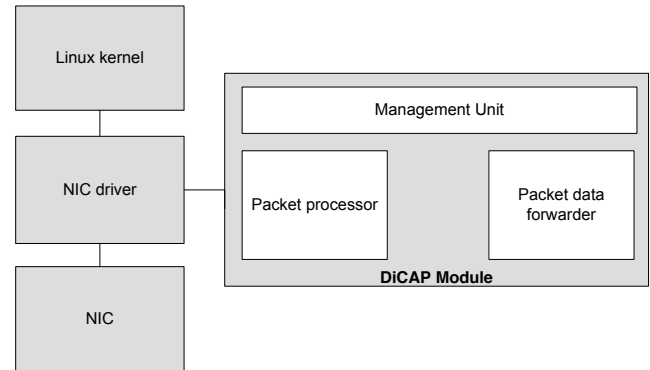 Linux kernel
Management Unit
NIC driver
Packet processor
Packet data
forwarder
DiCAP Module
NIC